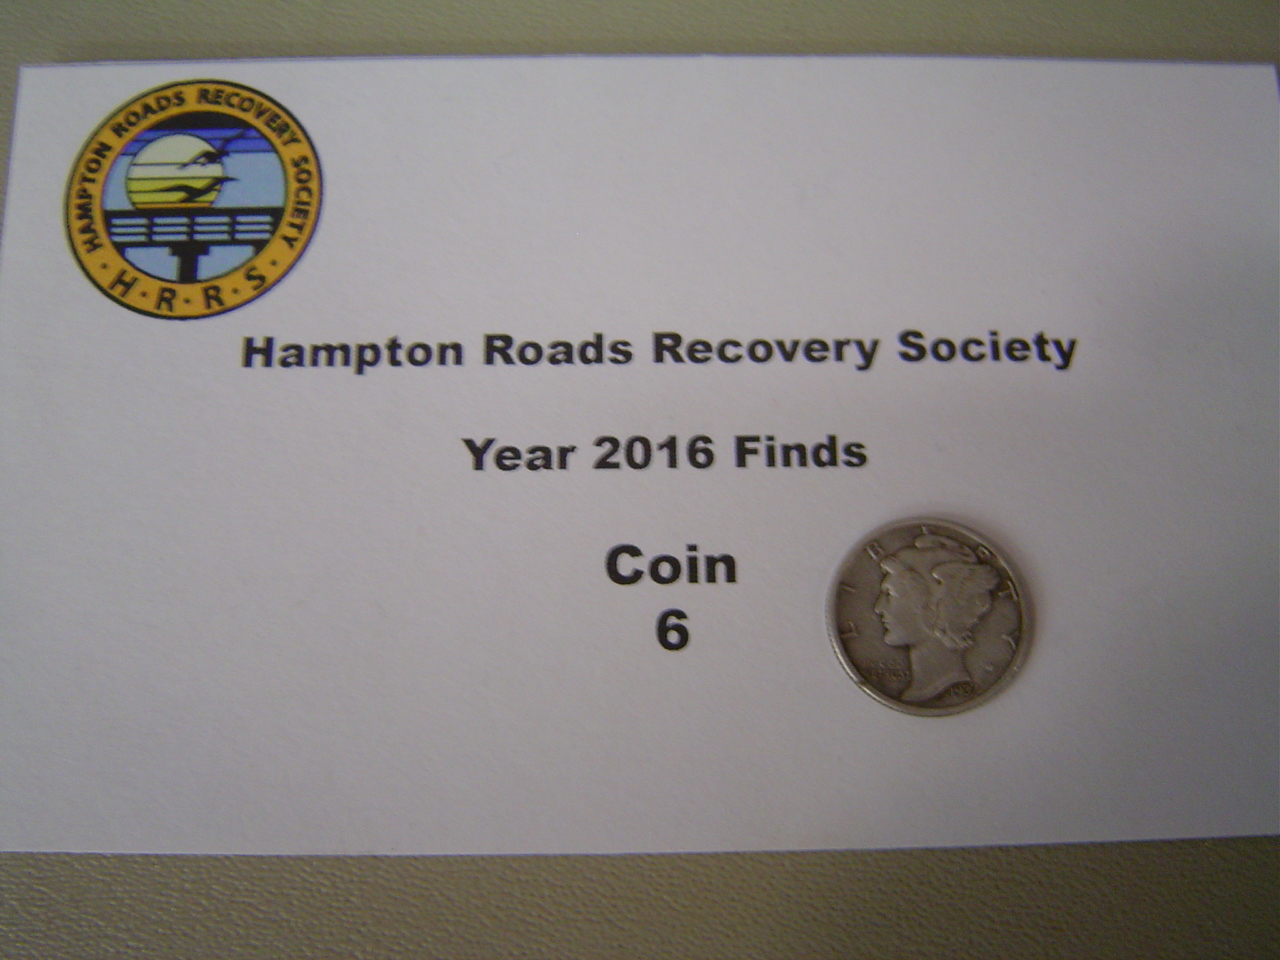 HAMPTON ROADS RECOVERY SOCIETY
· H · R · R · S ·
Hampton Roads Recovery Society
Year 2016 Finds
Coin
6
LIBERTY